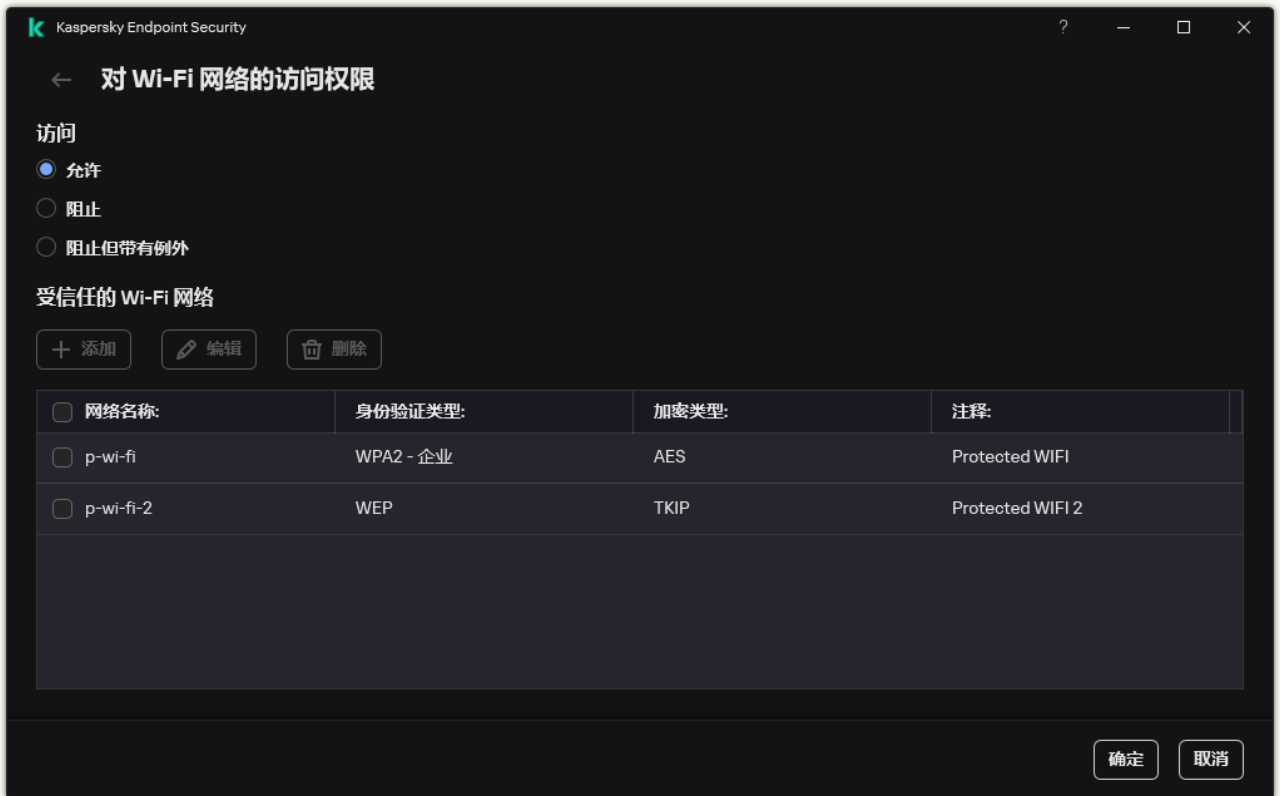 Kaspersky Endpoint Security
?
对 Wi-Fi 网络的访问权限
访问
允许
阻止
阻止但带有例外
受信任的 Wi-Fi 网络
添加 编辑 删除
网络名称: 身份验证类型: 加密类型: 注释:
p-wi-fi WPA2 - 企业 AES Protected WIFI
p-wi-fi-2 WEP TKIP Protected WIFI 2
确定 取消